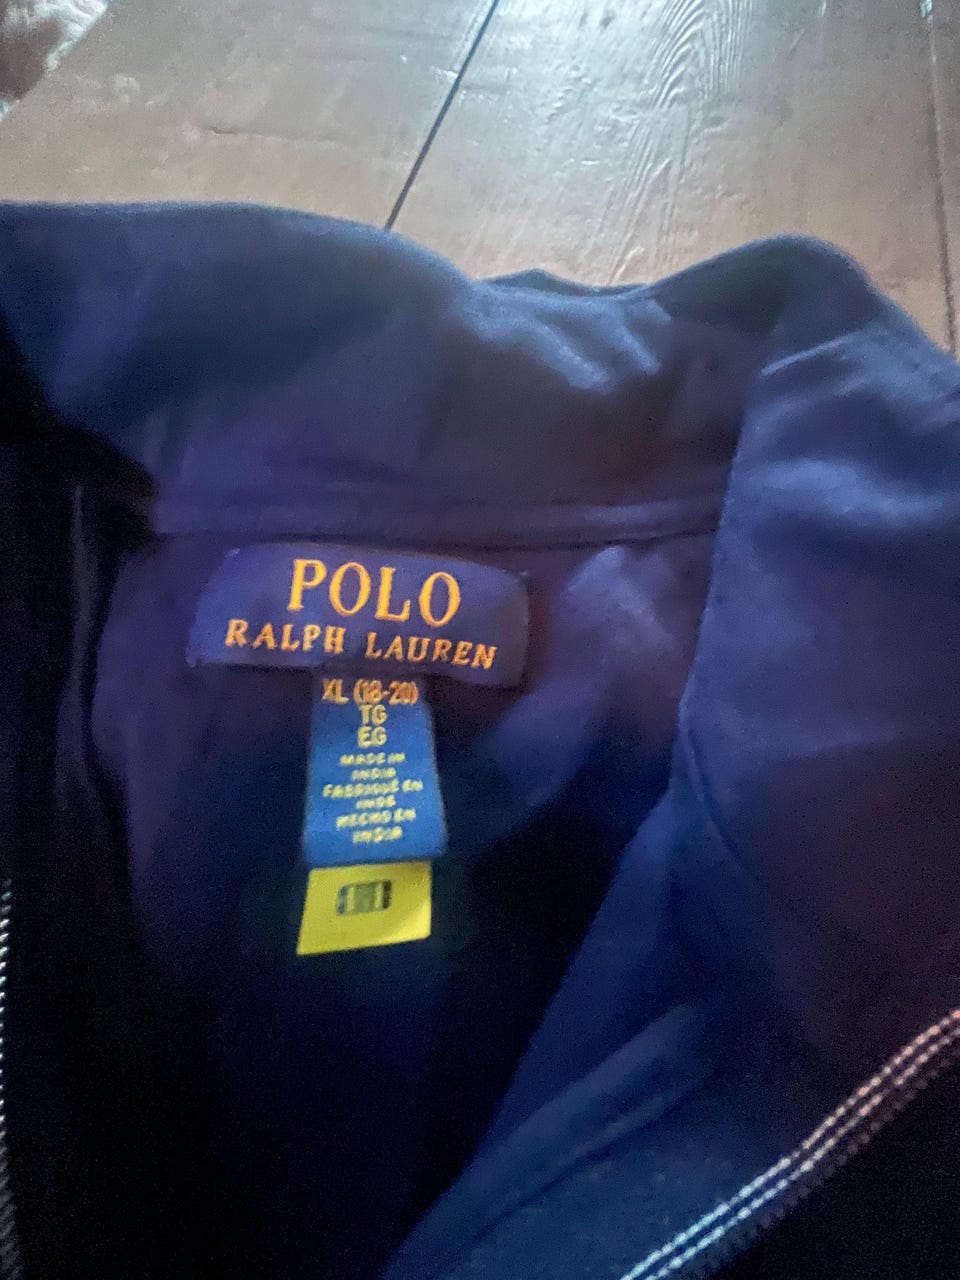 POLO
RALPH LAUREN
XL (18-20)
TG
EG
MADE IN
INDIA
FABRIQUÉ EN
INDE
HECHO EN
INDIA